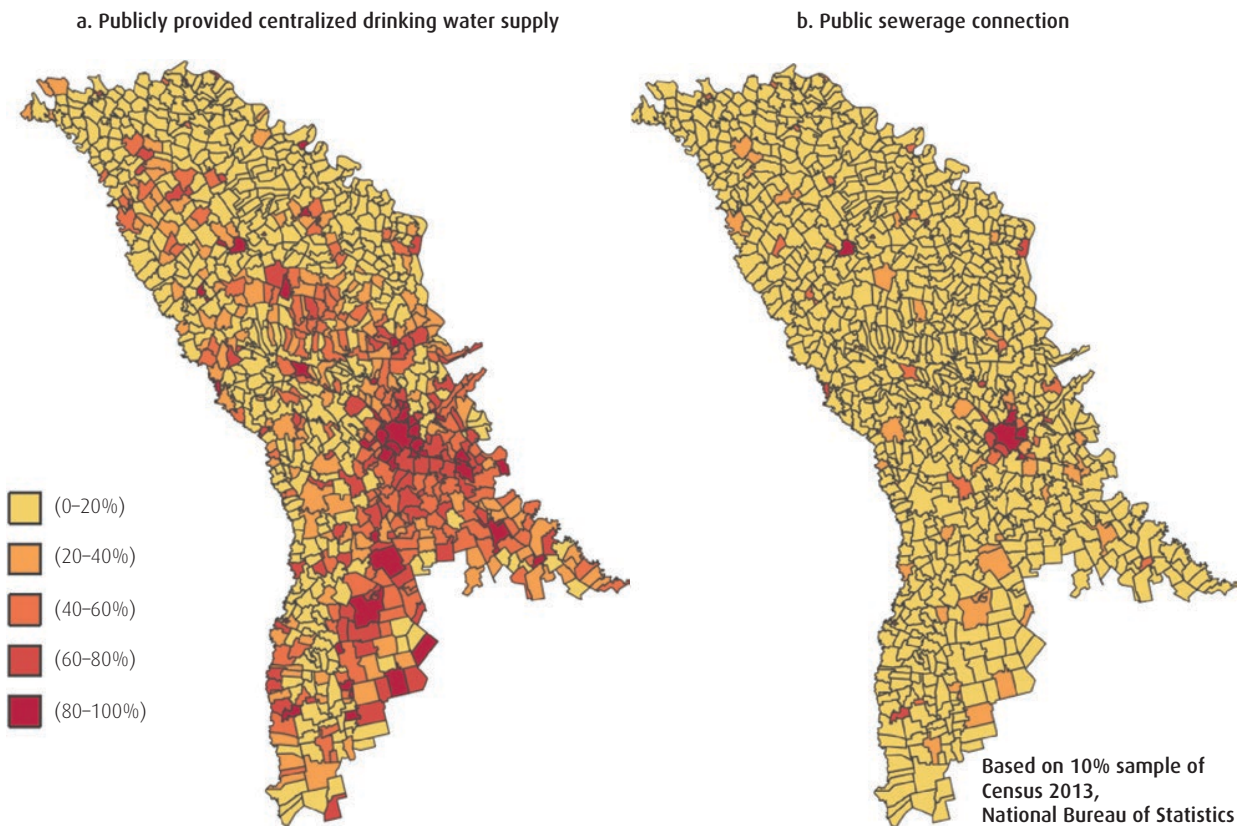 a. Publicly provided centralized drinking water supply
b. Public sewerage connection
(0–20%)
(20–40%)
(40–60%)
(60–80%)
(80–100%)
Based on 10% sample of
Census 2013,
National Bureau of Statistics